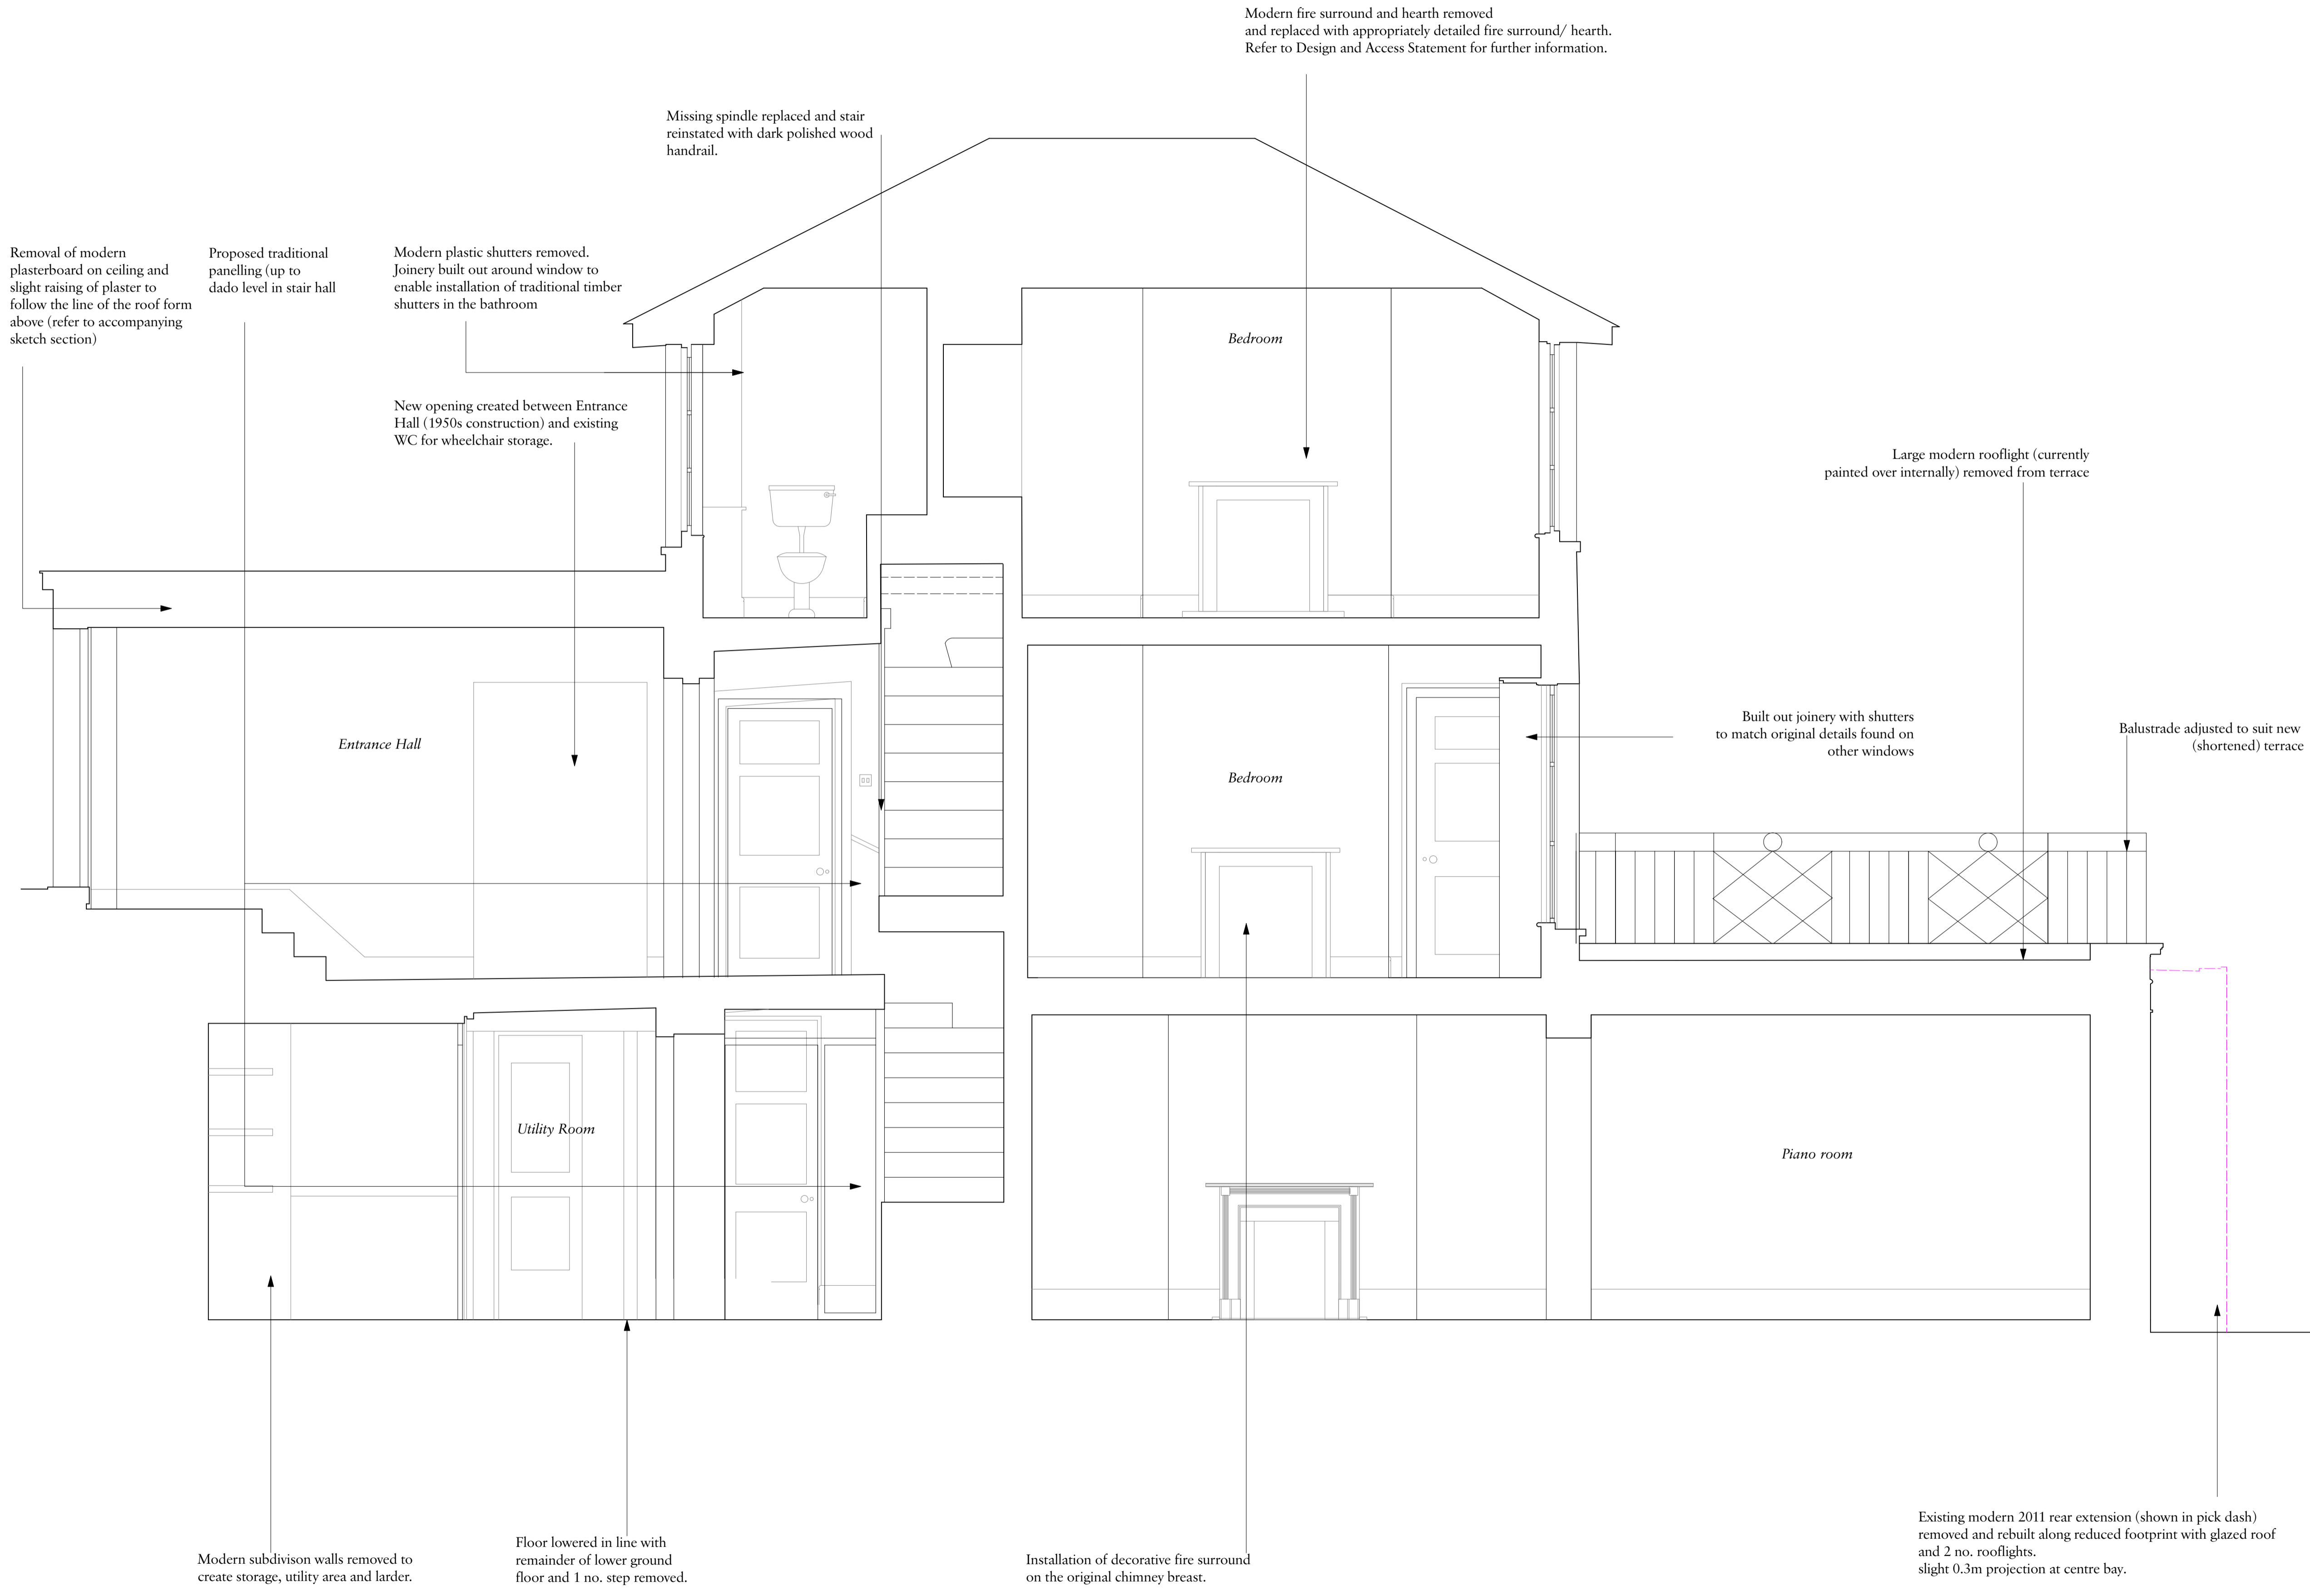 Modern fire surround and hearth removed
and replaced with appropriately detailed fire surround/ hearth.
Refer to Design and Access Statement for further information.
Missing spindle replaced and stair
reinstated with dark polished wood
handrail.
Removal of modern
plasterboard on ceiling and
slight raising of plaster to
follow the line of the roof form
above (refer to accompanying
sketch section)
Proposed traditional
panelling (up to
dado level in stair hall
Modern plastic shutters removed.
Joinery built out around window to
enable installation of traditional timber
shutters in the bathroom
Bedroom
New opening created between Entrance
Hall (1950s construction) and existing
WC for wheelchair storage.
Large modern rooflight (currently
painted over internally) removed from terrace
Entrance Hall
Bedroom
Built out joinery with shutters
to match original details found on
other windows
Balustrade adjusted to suit new
(shortened) terrace
Utility Room
Piano room
Modern subdivison walls removed to
create storage, utility area and larder.
Floor lowered in line with
remainder of lower ground
floor and 1 no. step removed.
Installation of decorative fire surround
on the original chimney breast.
Existing modern 2011 rear extension (shown in pick dash)
removed and rebuilt along reduced footprint with glazed roof
and 2 no. rooflights.
slight 0.3m projection at centre bay.